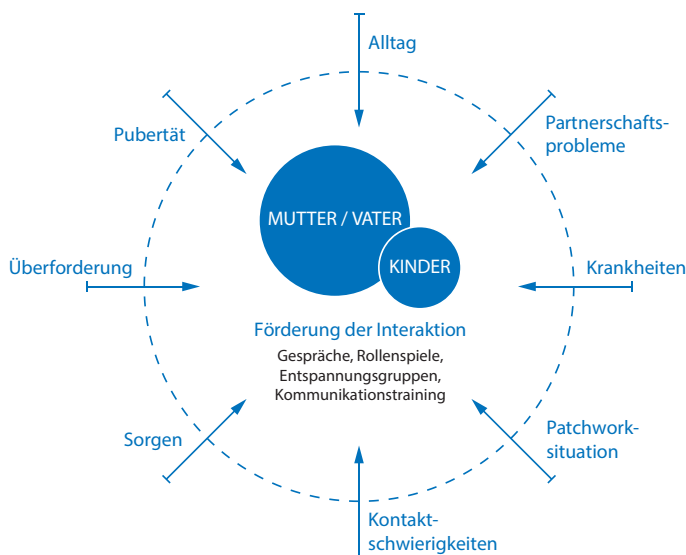 Alltag
Pubertät
Partnerschafts-
probleme
MUTTER / VATER
KINDER
Überforderung
Krankheiten
Förderung der Interaktion
Gespräche, Rollenspiele,
Entspannungsgruppen,
Kommunikationstraining
Sorgen
Patchwork-
situation
Kontakt-
schwierigkeiten